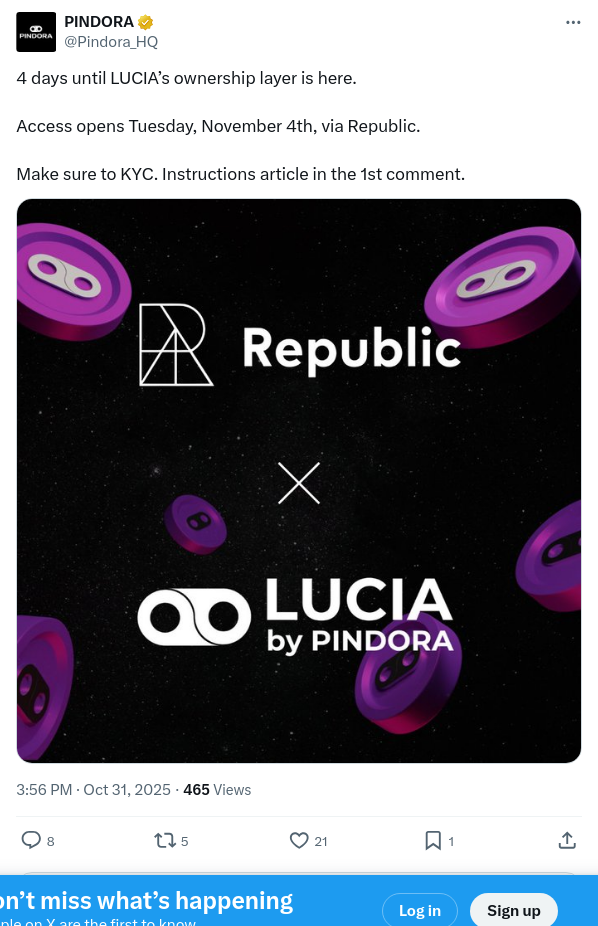 PINDORA
PINDORA
@Pindora_HQ
4 days until LUCIA’s ownership layer is here.
Access opens Tuesday, November 4th, via Republic.
Make sure to KYC. Instructions article in the 1st comment.
Republic
LUCIA
by PINDORA
3:56 PM · Oct 31, 2025 · 465 Views
8 5 21 1
on’t miss what’s happening
ple on X are the first to know.
Log in
Sign up